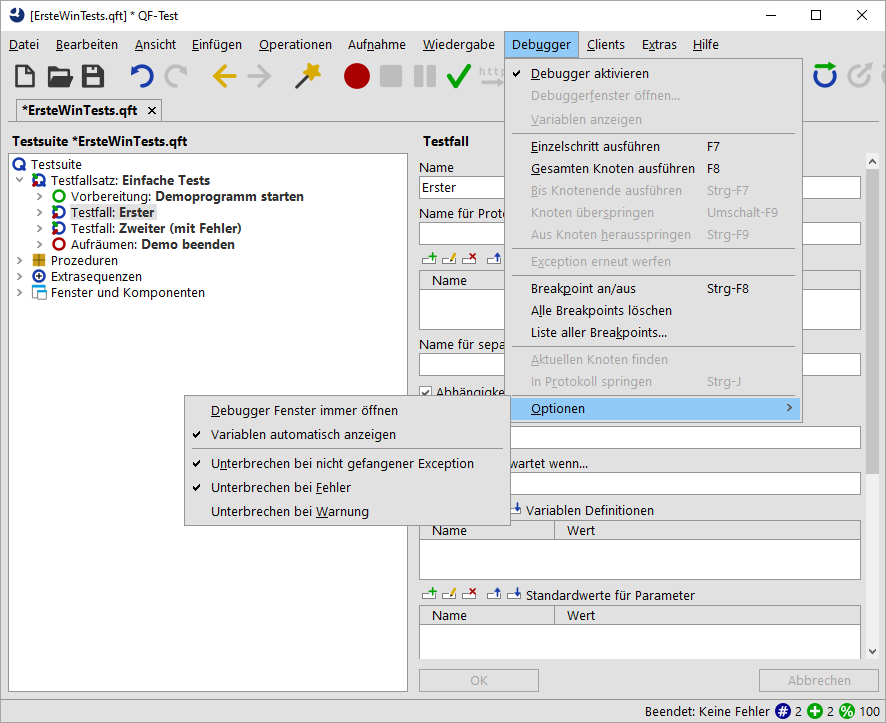 [ErsteWinTests.qft] * QF-Test
Datei Bearbeiten Ansicht Einfügen Operationen Aufnahme Wiedergabe Debugger Clients Extras Hilfe
http
*ErsteWinTests.qft
Testsuite *ErsteWinTests.qft
Testsuite
Testfallsatz: Einfache Tests
Vorbereitung: Demoprogramm starten
Testfall: Erster
Testfall: Zweiter (mit Fehler)
Aufräumen: Demo beenden
Prozeduren
Extrasequenzen
Fenster und Komponenten
Debugger aktivieren
Debuggerfenster öffnen...
Variablen anzeigen
Einzelschritt ausführen F7
Gesamten Knoten ausführen F8
Bis Knotenende ausführen Strg-F7
Knoten überspringen Umschalt-F9
Aus Knoten herausspringen Strg-F9
Exception erneut werfen
Breakpoint an/aus Strg-F8
Alle Breakpoints löschen
Liste aller Breakpoints...
Aktuellen Knoten finden
In Protokoll springen Strg-J
Optionen
Debugger Fenster immer öffnen
Variablen automatisch anzeigen
Unterbrechen bei nicht gefangener Exception
Unterbrechen bei Fehler
Unterbrechen bei Warnung
Testfall
Name
Erster
Name für Proto
Name
Name für sepa
Abhängigke
wartet wenn...
Variablen Definitionen
Name Wert
Standardwerte für Parameter
Name Wert
OK Abbrechen
Beendet: Keine Fehler # 2 + 2 % 100